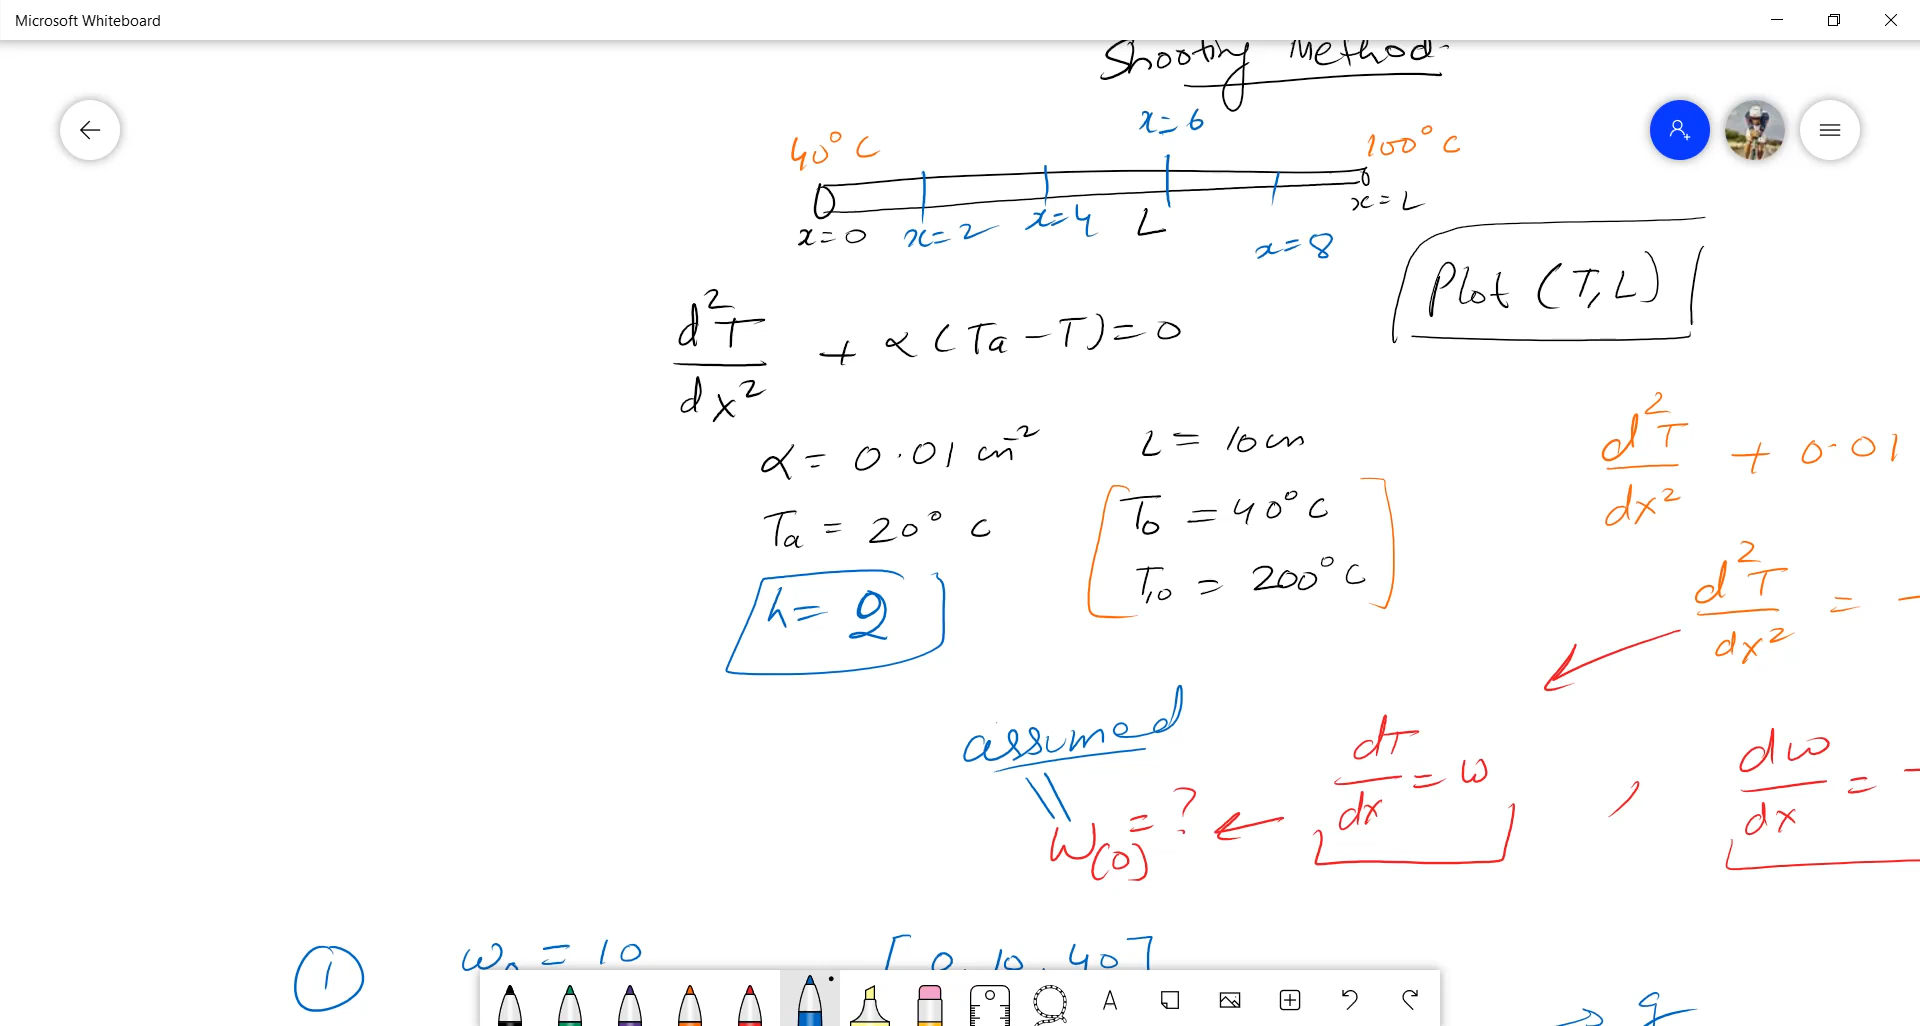 Microsoft Whiteboard
Shooting Method
x=6
40°C
100°C
x=0
x=2
x=4
L
x=8
x=L
Plot (T,L)
d²T/dx² + α(Ta-T)=0
α= 0.01 cm⁻²
L= 10cm
d²T/dx² + 0.01
Ta = 20°C
T₀ = 40°C
T₁₀ = 200°C
h= 2
d²T/dx² = -
assumed
W(0) = ?
dT/dx = w
,
dw/dx = -
① w₀ = 10
[0, 10, 40]